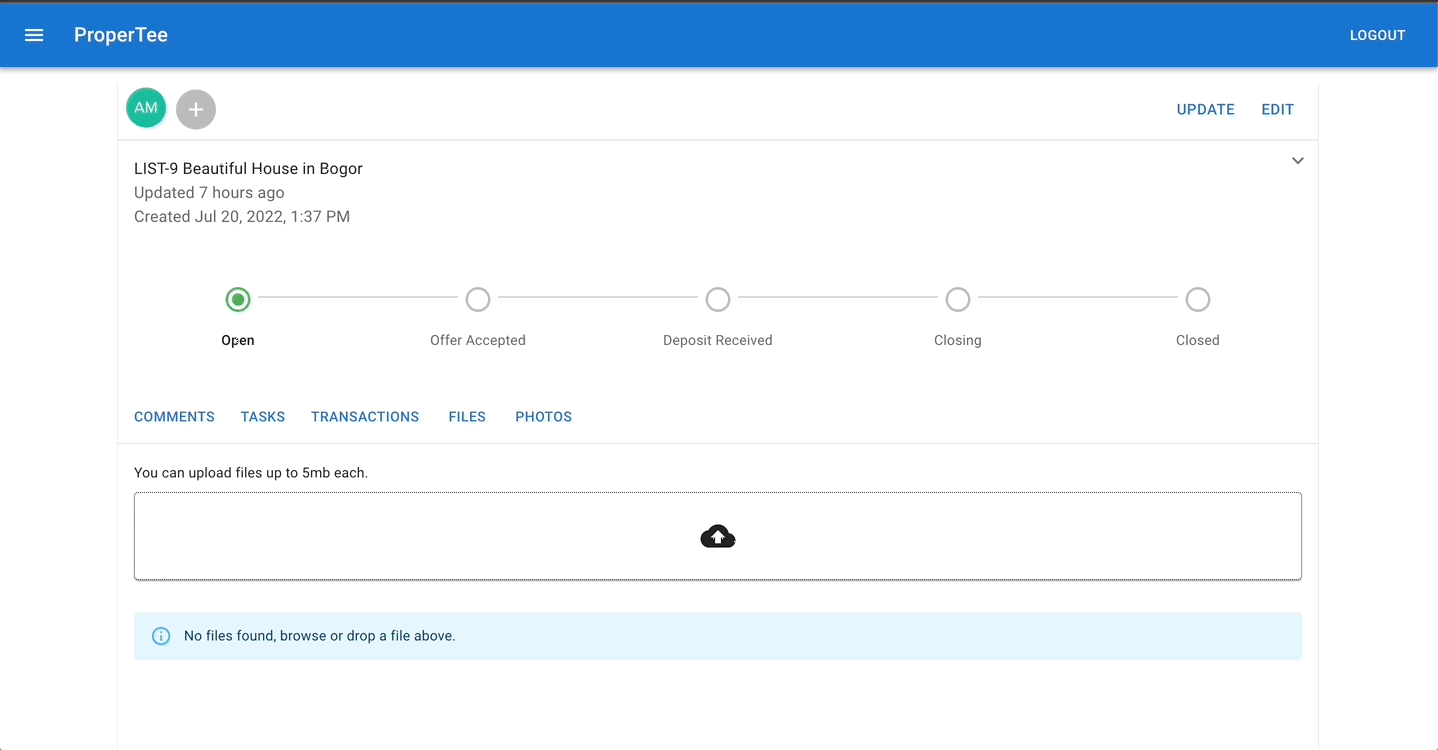 ProperTee LOGOUT
AM + UPDATE EDIT
LIST-9 Beautiful House in Bogor
Updated 7 hours ago
Created Jul 20, 2022, 1:37 PM
Open Offer Accepted Deposit Received Closing Closed
COMMENTS TASKS TRANSACTIONS FILES PHOTOS
You can upload files up to 5mb each.
No files found, browse or drop a file above.